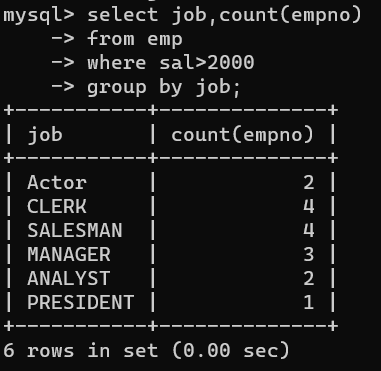 mysql> select job,count(empno)
    -> from emp
    -> where sal>2000
    -> group by job;
+-----------+--------------+
| job       | count(empno) |
+-----------+--------------+
| Actor     |            2 |
| CLERK     |            4 |
| SALESMAN  |            4 |
| MANAGER   |            3 |
| ANALYST   |            2 |
| PRESIDENT |            1 |
+-----------+--------------+
6 rows in set (0.00 sec)